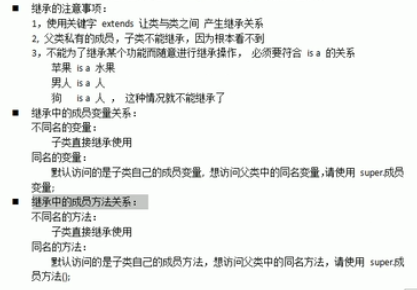 ■ 继承的注意事项：
1，使用关键字 extends 让类与类之间 产生继承关系
2，父类私有的成员，子类不能继承，因为根本看不到
3，不能为了继承某个功能而随意进行继承操作， 必须要符合 is a 的关系
苹果 is a 水果
男人 is a 人
狗 is a 人 ， 这种情况就不能继承了
■ 继承中的成员变量关系：
不同名的变量：
子类直接继承使用
同名的变量：
默认访问的是子类自己的成员变量，想访问父类中的同名变量，请使用 super.成员
变量;
■ 继承中的成员方法关系：
不同名的方法：
子类直接继承使用
同名的方法：
默认访问的是子类自己的成员方法，想访问父类中的同名方法，请使用 super.成
员方法();